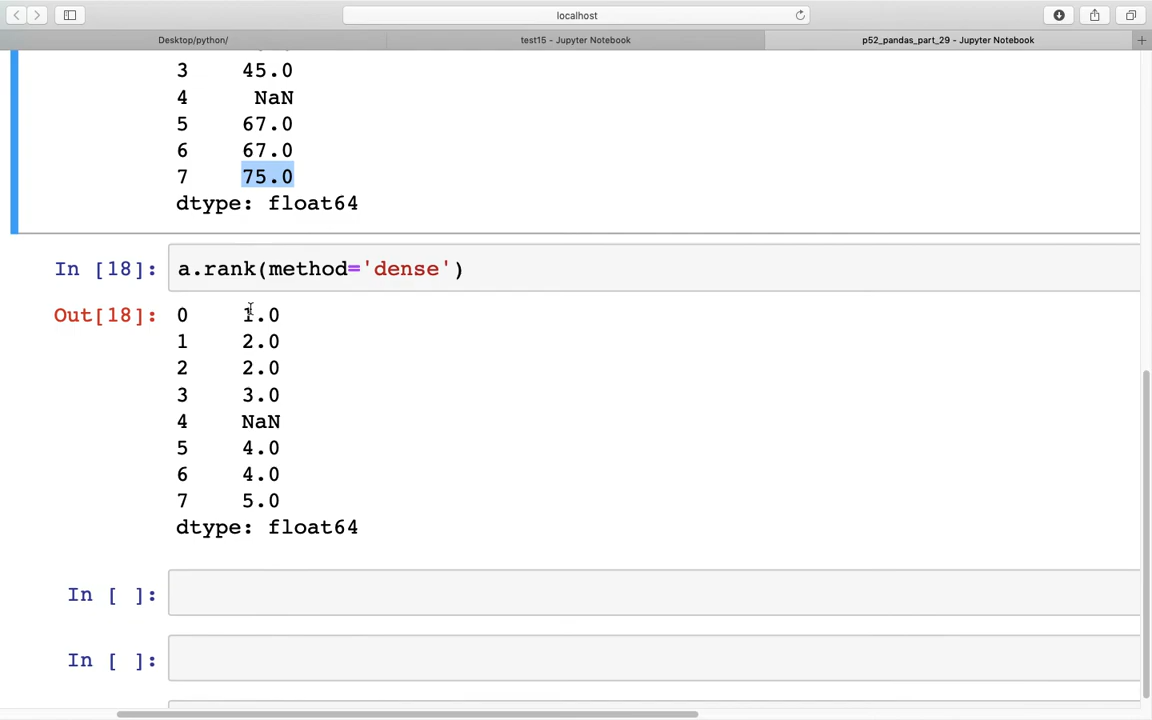 localhost
Desktop/python/
test15 - Jupyter Notebook
p52_pandas_part_29 - Jupyter Notebook
3 45.0
4 NaN
5 67.0
6 67.0
7 75.0
dtype: float64
In [18]: a.rank(method='dense')
Out[18]: 0 1.0
1 2.0
2 2.0
3 3.0
4 NaN
5 4.0
6 4.0
7 5.0
dtype: float64
In [ ]:
In [ ]: